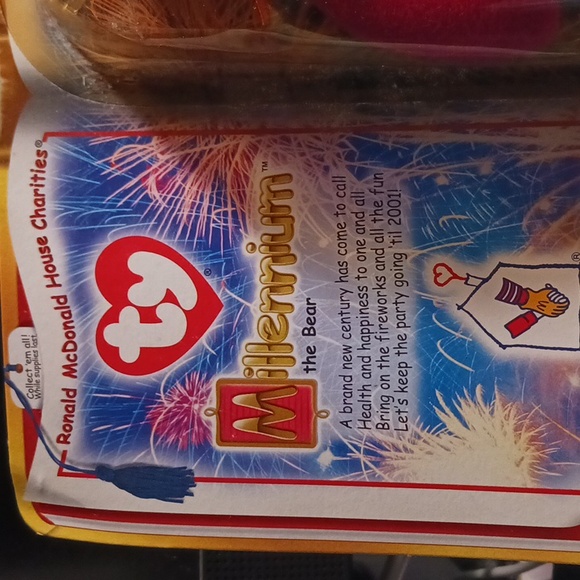 Ronald McDonald House Charities®
Collect 'em all!
While supplies last.
ty®
Millennium™
the Bear
A brand new century has come to call
Health and happiness to one and all
Bring on the fireworks and all the fun
Let's keep the party going 'til 2001!
®